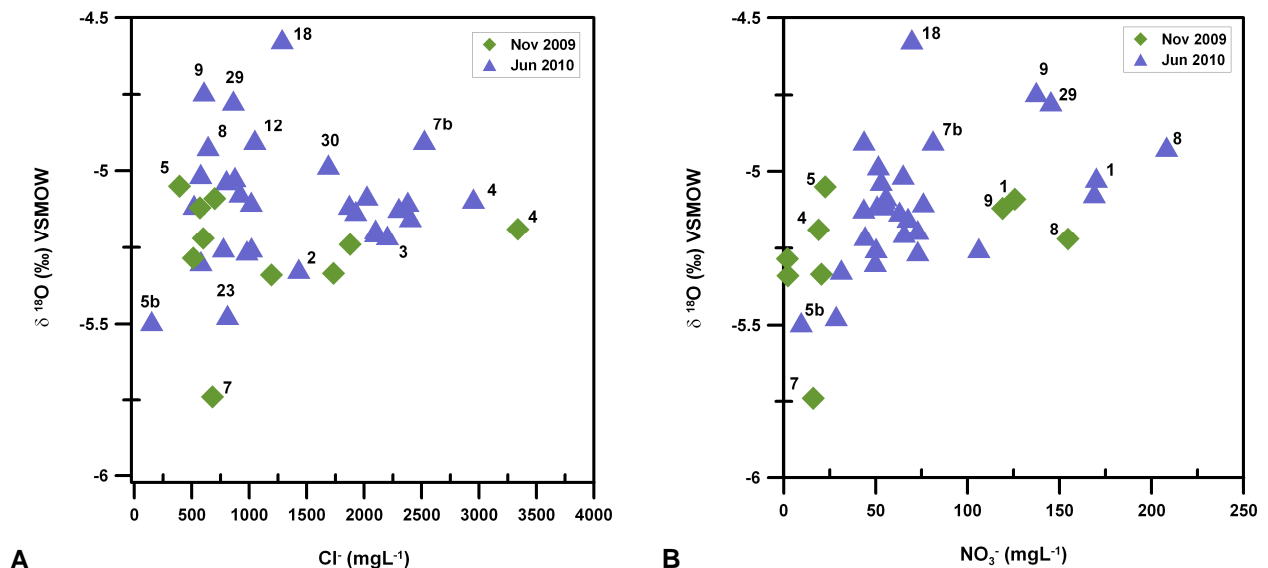 -4.5
-5
-5.5
-6
δ ¹⁸O (‰) VSMOW
Nov 2009
Jun 2010
18
9
29
8
12
7b
30
5
4
4
2
3
23
5b
7
0 500 1000 1500 2000 2500 3000 3500 4000
Cl⁻ (mgL⁻¹)
A
-4.5
-5
-5.5
-6
δ ¹⁸O (‰) VSMOW
Nov 2009
Jun 2010
18
9
29
7b
8
1
5
1
9
4
8
5b
7
0 50 100 150 200 250
NO₃⁻ (mgL⁻¹)
B